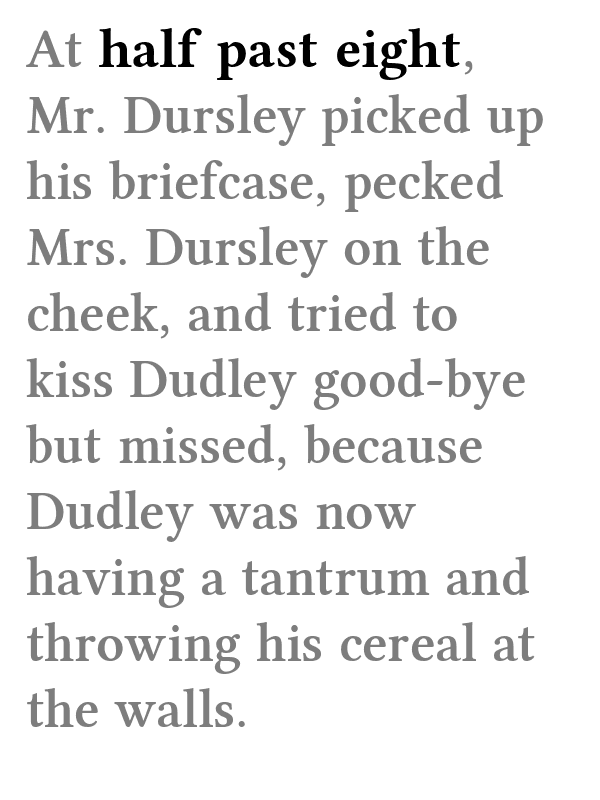 At half past eight,
Mr. Dursley picked up
his briefcase, pecked
Mrs. Dursley on the
cheek, and tried to
kiss Dudley good-bye
but missed, because
Dudley was now
having a tantrum and
throwing his cereal at
the walls.